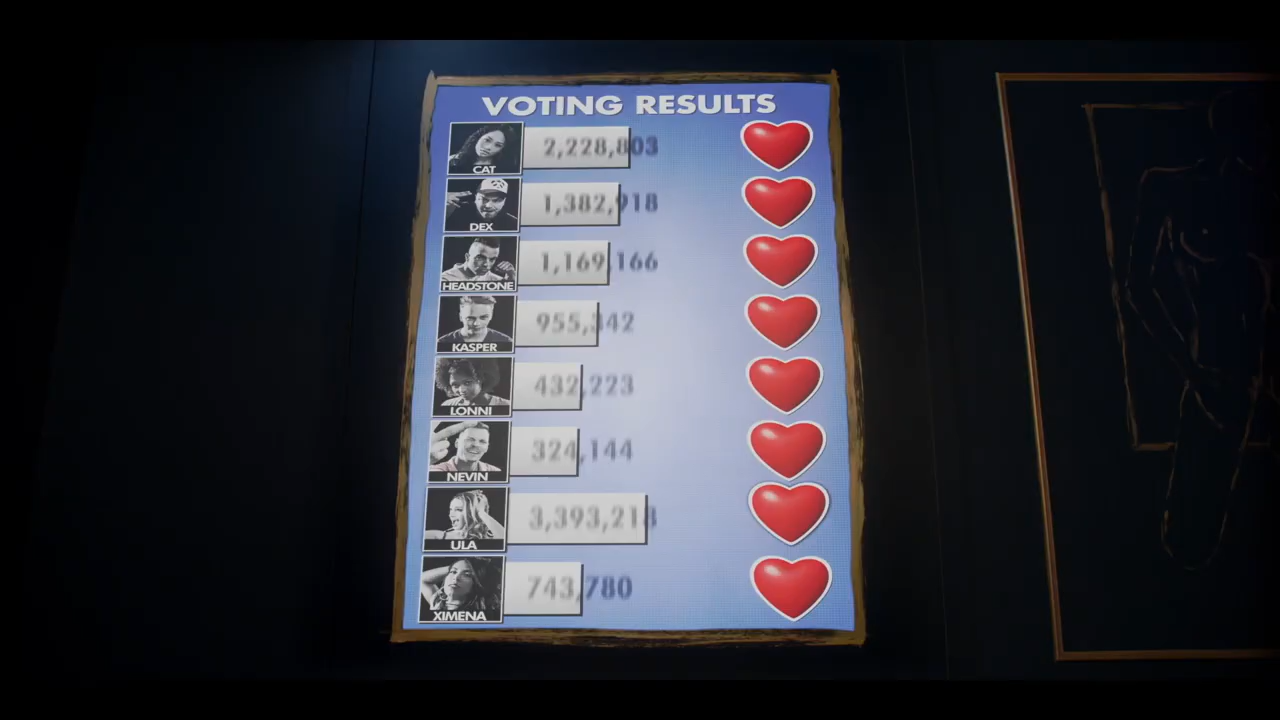 VOTING RESULTS
CAT 2,228,803
DEX 1,382,918
HEADSTONE 1,169,166
KASPER 955,342
LONNI 432,223
NEVIN 324,144
ULA 3,393,218
XIMENA 743,780